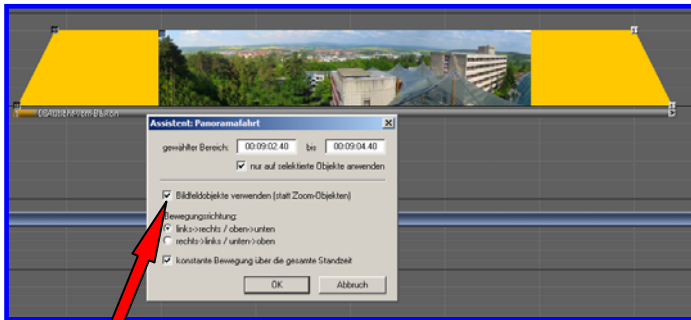 Assistent: Panoramafahrt
gewählter Bereich: 00:09:02.40 bis 00:09:04.40
nur auf selektierte Objekte anwenden
Bildfeldobjekte verwenden (statt Zoom-Objekten)
Bewegungsrichtung:
links->rechts / oben->unten
rechts->links / unten->oben
konstante Bewegung über die gesamte Standzeit
OK Abbruch